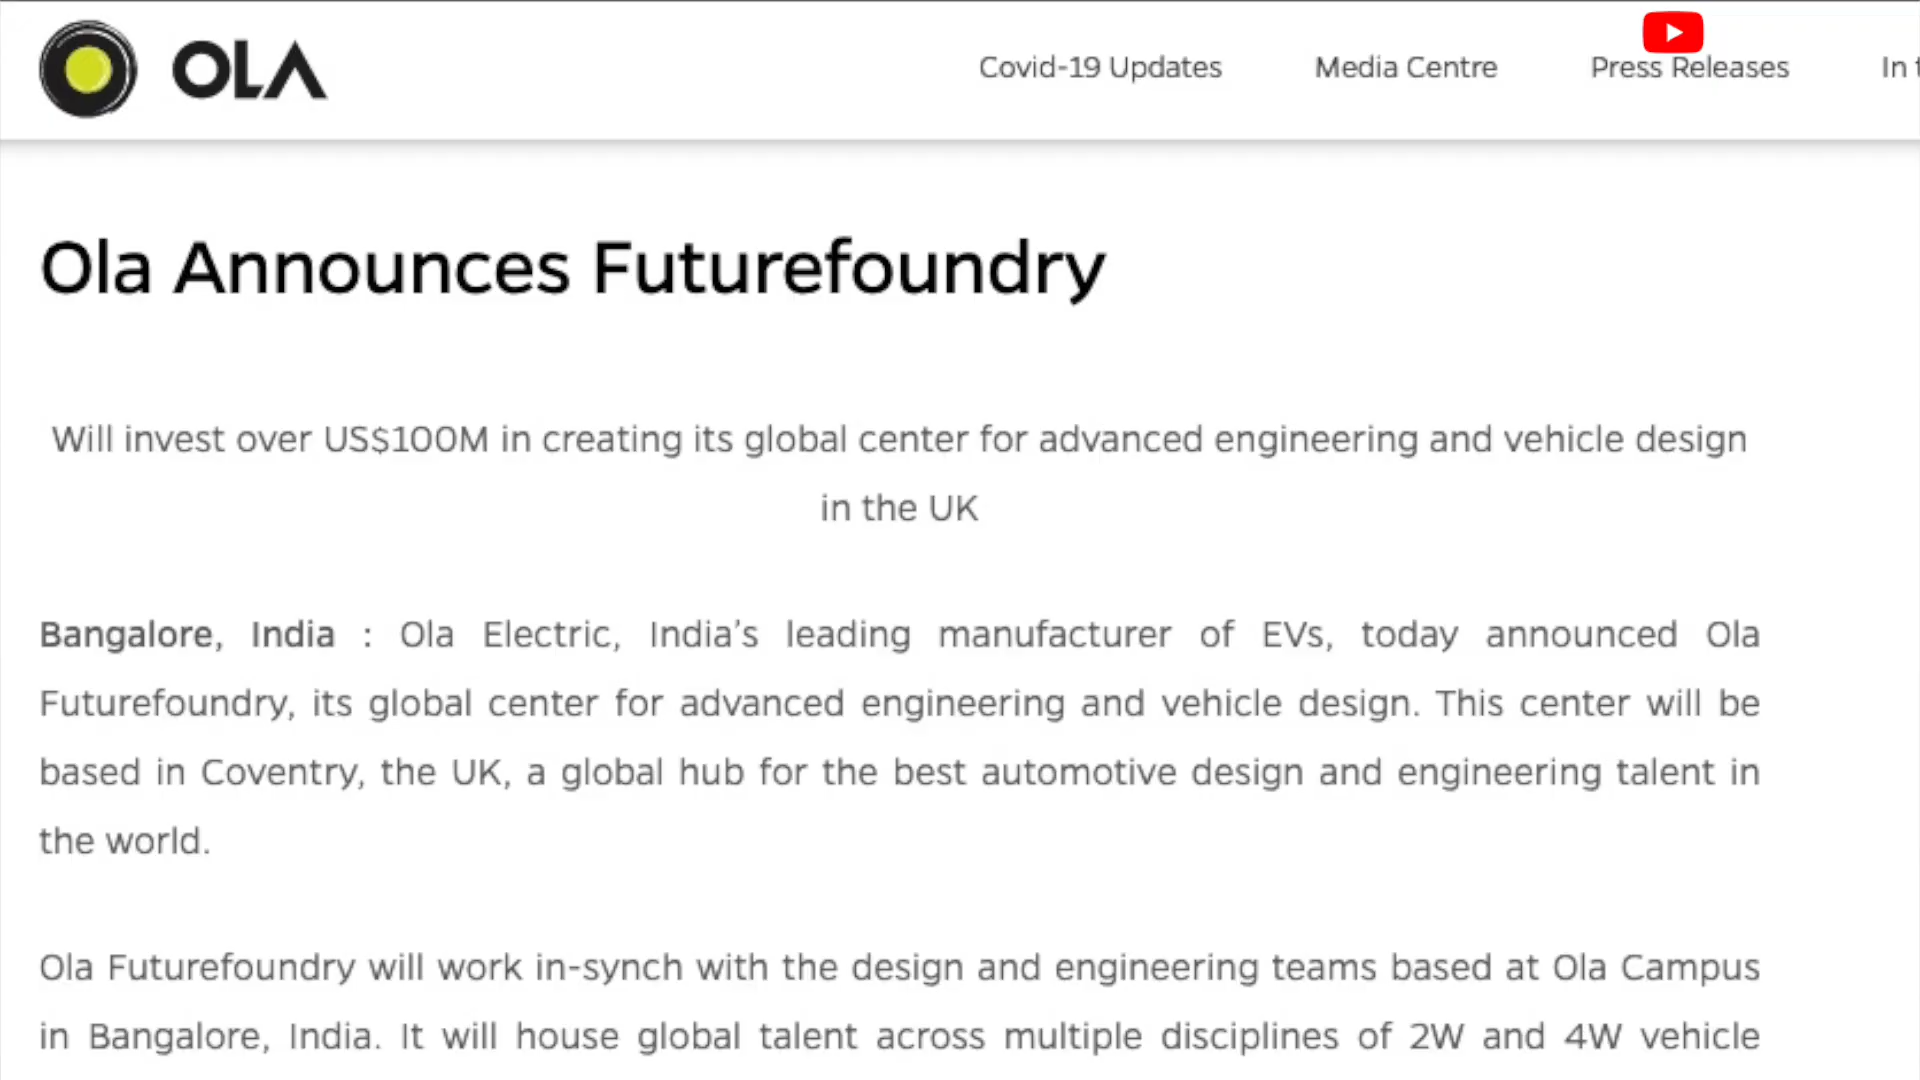 OLA
Covid-19 Updates Media Centre Press Releases In
Ola Announces Futurefoundry
Will invest over US$100M in creating its global center for advanced engineering and vehicle design
in the UK
Bangalore, India : Ola Electric, India’s leading manufacturer of EVs, today announced Ola
Futurefoundry, its global center for advanced engineering and vehicle design. This center will be
based in Coventry, the UK, a global hub for the best automotive design and engineering talent in
the world.
Ola Futurefoundry will work in-synch with the design and engineering teams based at Ola Campus
in Bangalore, India. It will house global talent across multiple disciplines of 2W and 4W vehicle